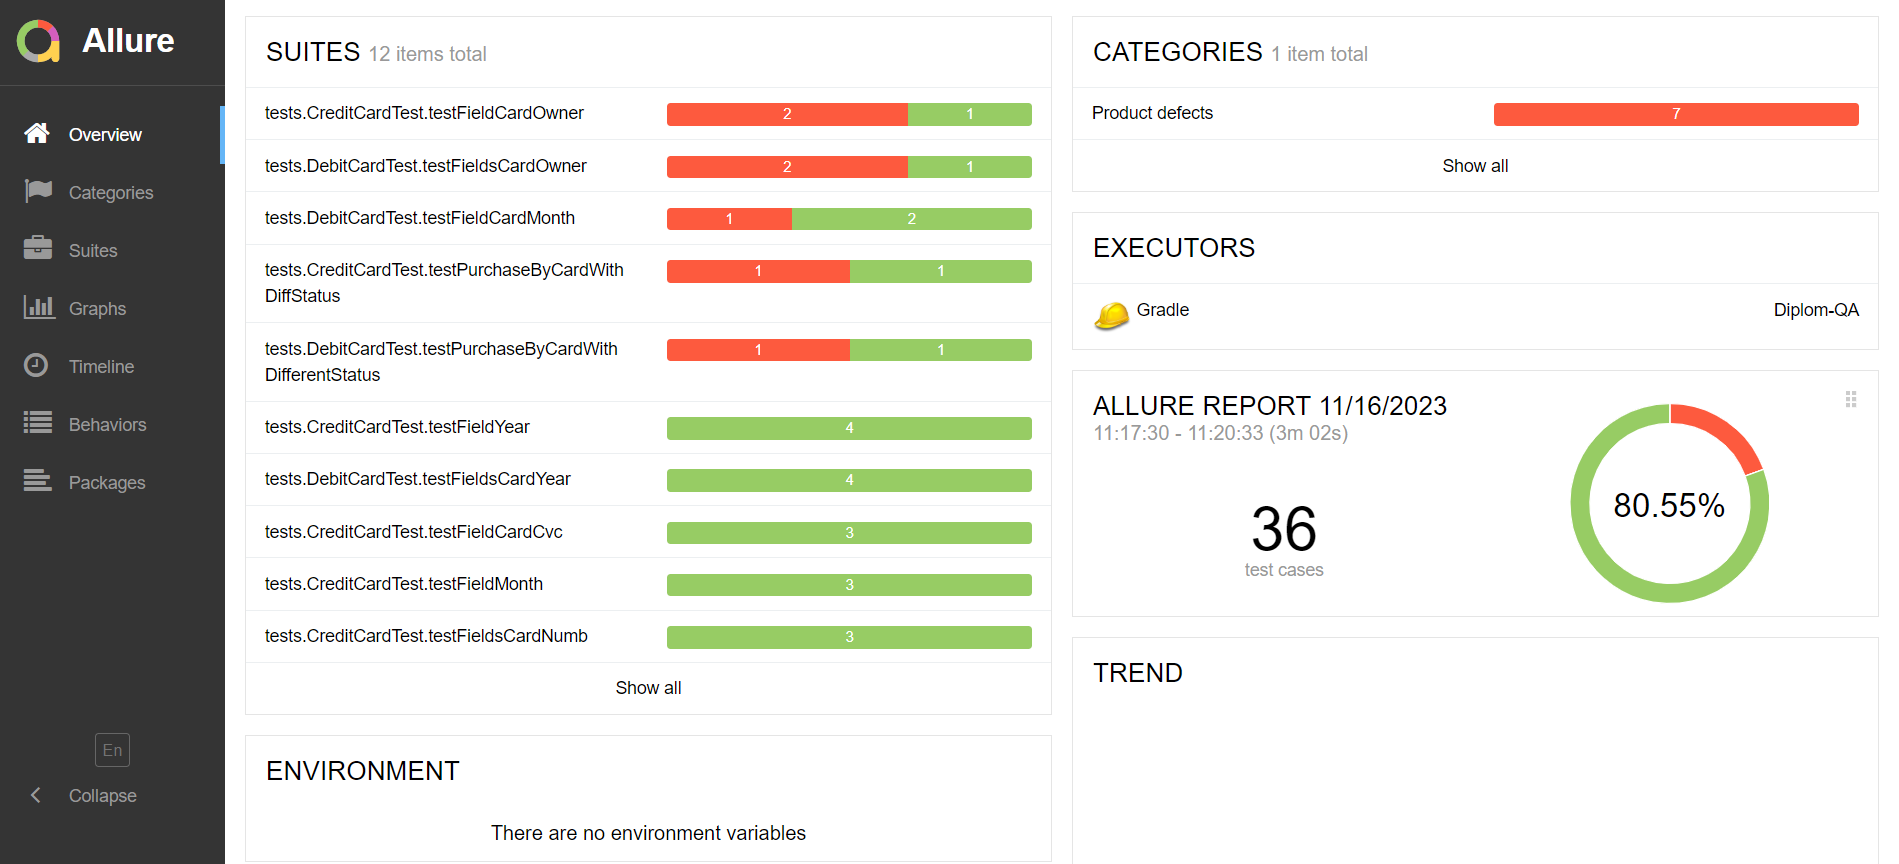 Allure
Overview
Categories
Suites
Graphs
Timeline
Behaviors
Packages
En
Collapse
SUITES 12 items total
tests.CreditCardTest.testFieldCardOwner 2 1
tests.DebitCardTest.testFieldsCardOwner 2 1
tests.DebitCardTest.testFieldCardMonth 1 2
tests.CreditCardTest.testPurchaseByCardWith 1 1
DiffStatus
tests.DebitCardTest.testPurchaseByCardWith 1 1
DifferentStatus
tests.CreditCardTest.testFieldYear 4
tests.DebitCardTest.testFieldsCardYear 4
tests.CreditCardTest.testFieldCardCvc 3
tests.CreditCardTest.testFieldMonth 3
tests.CreditCardTest.testFieldsCardNumb 3
Show all
ENVIRONMENT
There are no environment variables
CATEGORIES 1 item total
Product defects 7
Show all
EXECUTORS
Gradle Diplom-QA
ALLURE REPORT 11/16/2023
11:17:30 - 11:20:33 (3m 02s)
36
test cases
80.55%
TREND